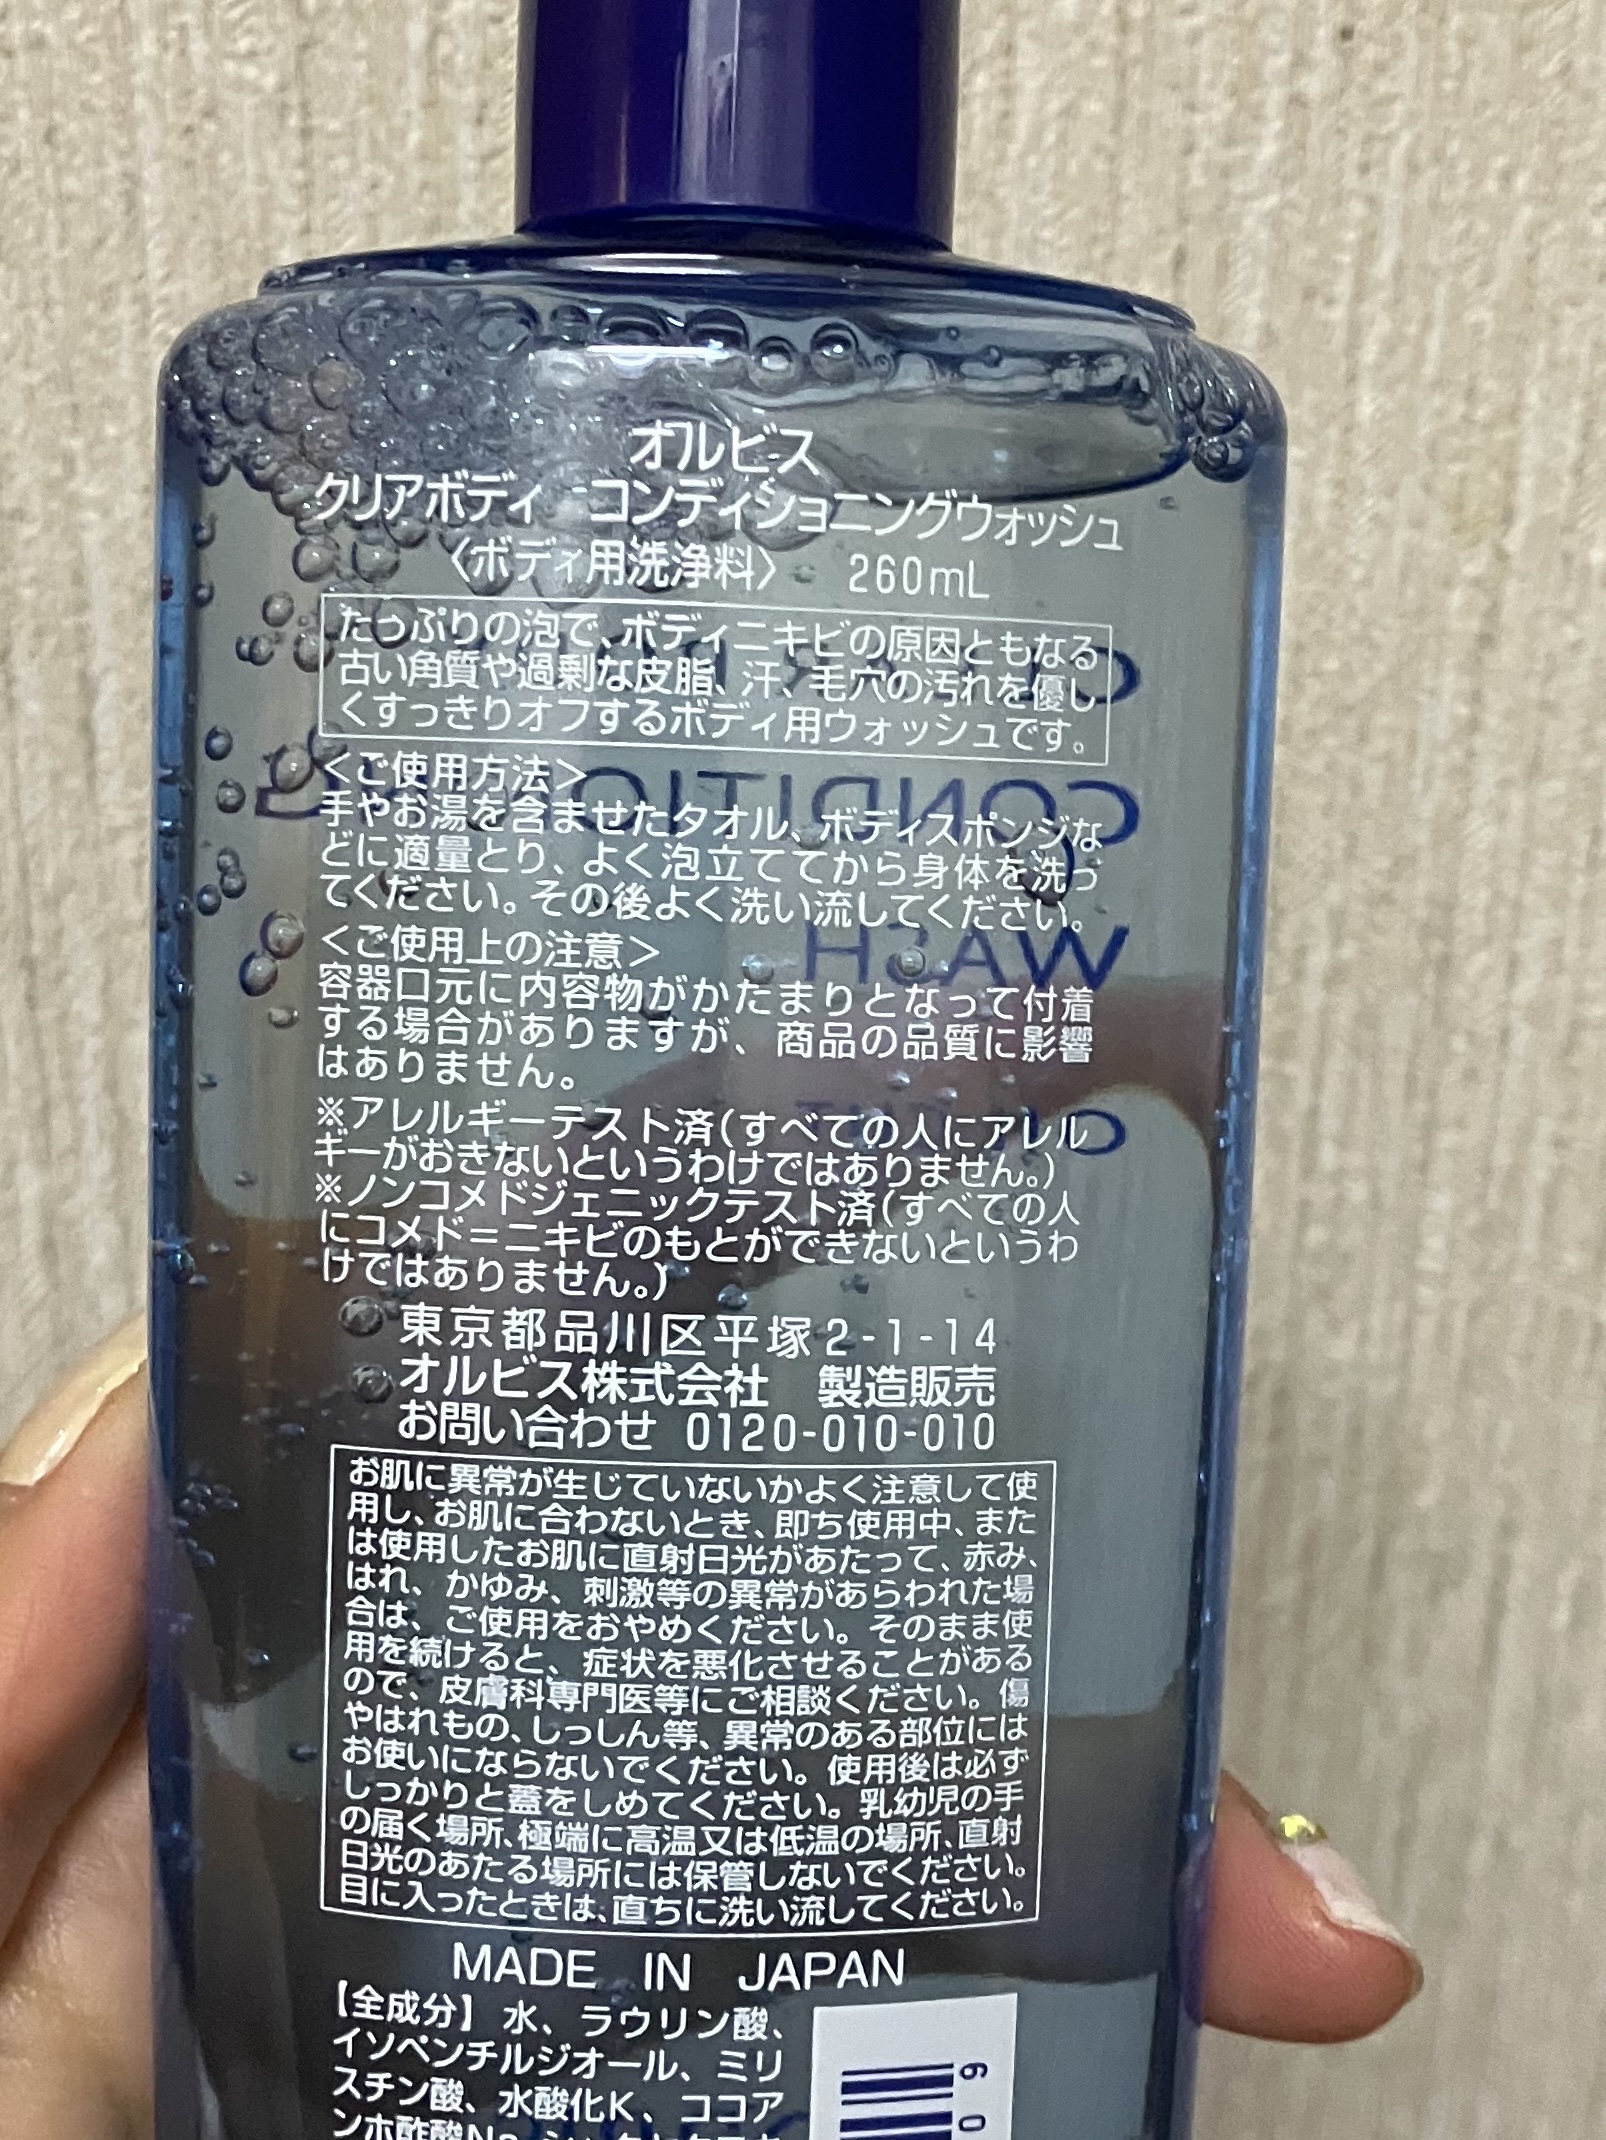 オルビス
クリアボディ コンディショニングウォッシュ
〈ボディ用洗浄料〉 260mL
たっぷりの泡で、ボディニキビの原因ともなる
古い角質や過剰な皮脂、汗、毛穴の汚れを優し
くすっきりオフするボディ用ウォッシュです。
＜ご使用方法＞
手やお湯を含ませたタオル、ボディスポンジな
どに適量とり、よく泡立ててから身体を洗っ
てください。その後よく洗い流してください。
＜ご使用上の注意＞
容器口元に内容物がかたまりとなって付着
する場合がありますが、商品の品質に影響
はありません。
※アレルギーテスト済(すべての人にアレル
ギーがおきないというわけではありません。)
※ノンコメドジェニックテスト済(すべての人
にコメド＝ニキビのもとができないというわ
けではありません。)
東京都品川区平塚2-1-14
オルビス株式会社 製造販売
お問い合わせ 0120-010-010
お肌に異常が生じていないかよく注意して使
用し、お肌に合わないとき、即ち使用中、また
は使用したお肌に直射日光があたって、赤み、
はれ、かゆみ、刺激等の異常があらわれた場
合は、ご使用をおやめください。そのまま使
用を続けると、症状を悪化させることがある
ので、皮膚科専門医等にご相談ください。傷
やはれもの、しっしん等、異常のある部位には
お使いにならないでください。使用後は必ず
しっかりと蓋をしめてください。乳幼児の手
の届く場所、極端に高温又は低温の場所、直射
日光のあたる場所には保管しないでください。
目に入ったときは、直ちに洗い流してください。
MADE IN JAPAN
【全成分】水、ラウリン酸、
イソペンチルジオール、ミリ
スチン酸、水酸化K、ココア
ンホ酢酸Na
CONDITIO
WASH
6 0